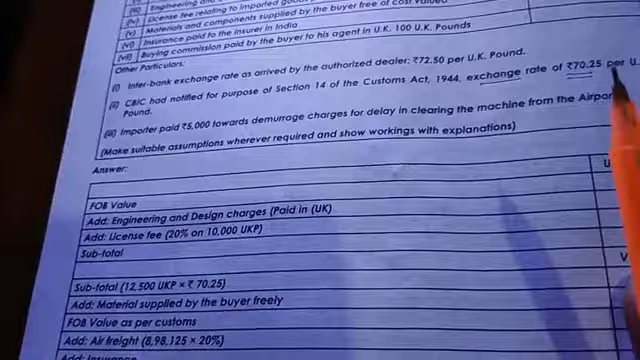 (iii) Engineering and
(iv) License fee relating to imported goods
(v) Materials and components supplied by the buyer free of cost valued
(vi) Insurance paid to the insurer in India
(vii) Buying commission paid by the buyer to his agent in U.K. 100 U.K. Pounds
Other Particulars:
(i) Inter-bank exchange rate as arrived by the authorized dealer: ₹72.50 per U.K. Pound.
(ii) CBIC had notified for purpose of Section 14 of the Customs Act, 1944, exchange rate of ₹70.25 per U.
Pound.
(iii) Importer paid ₹5,000 towards demurrage charges for delay in clearing the machine from the Airpor
(Make suitable assumptions wherever required and show workings with explanations)
Answer:
U
FOB Value
Add: Engineering and Design charges (Paid in (UK)
Add: License fee (20% on 10,000 UKP)
Sub-total
V
Sub-total (12,500 UKP × ₹ 70.25)
Add: Material supplied by the buyer freely
FOB Value as per customs
Add: Air freight (8,98,125 × 20%)
Add: Insurance